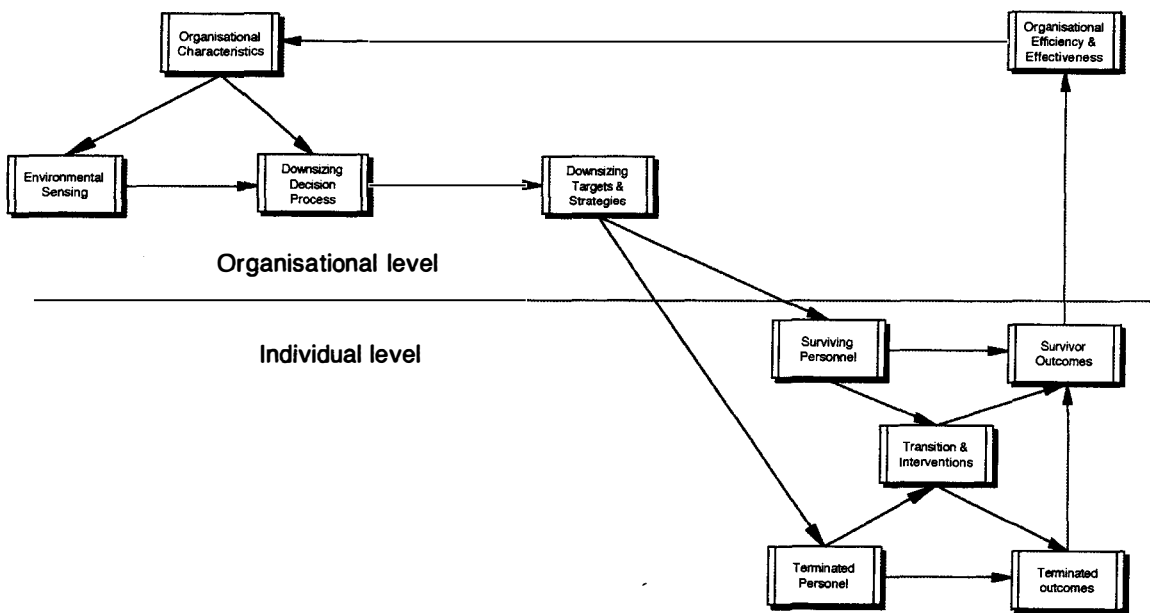 Organisational
Characteristics
Organisational
Efficiency &
Effectiveness
Environmental
Sensing
Downsizing
Decision
Process
Downsizing
Targets &
Strategies
Organisational level
Individual level
Surviving
Personnel
Survivor
Outcomes
Transition &
Interventions
Terminated
Personel
Terminated
outcomes